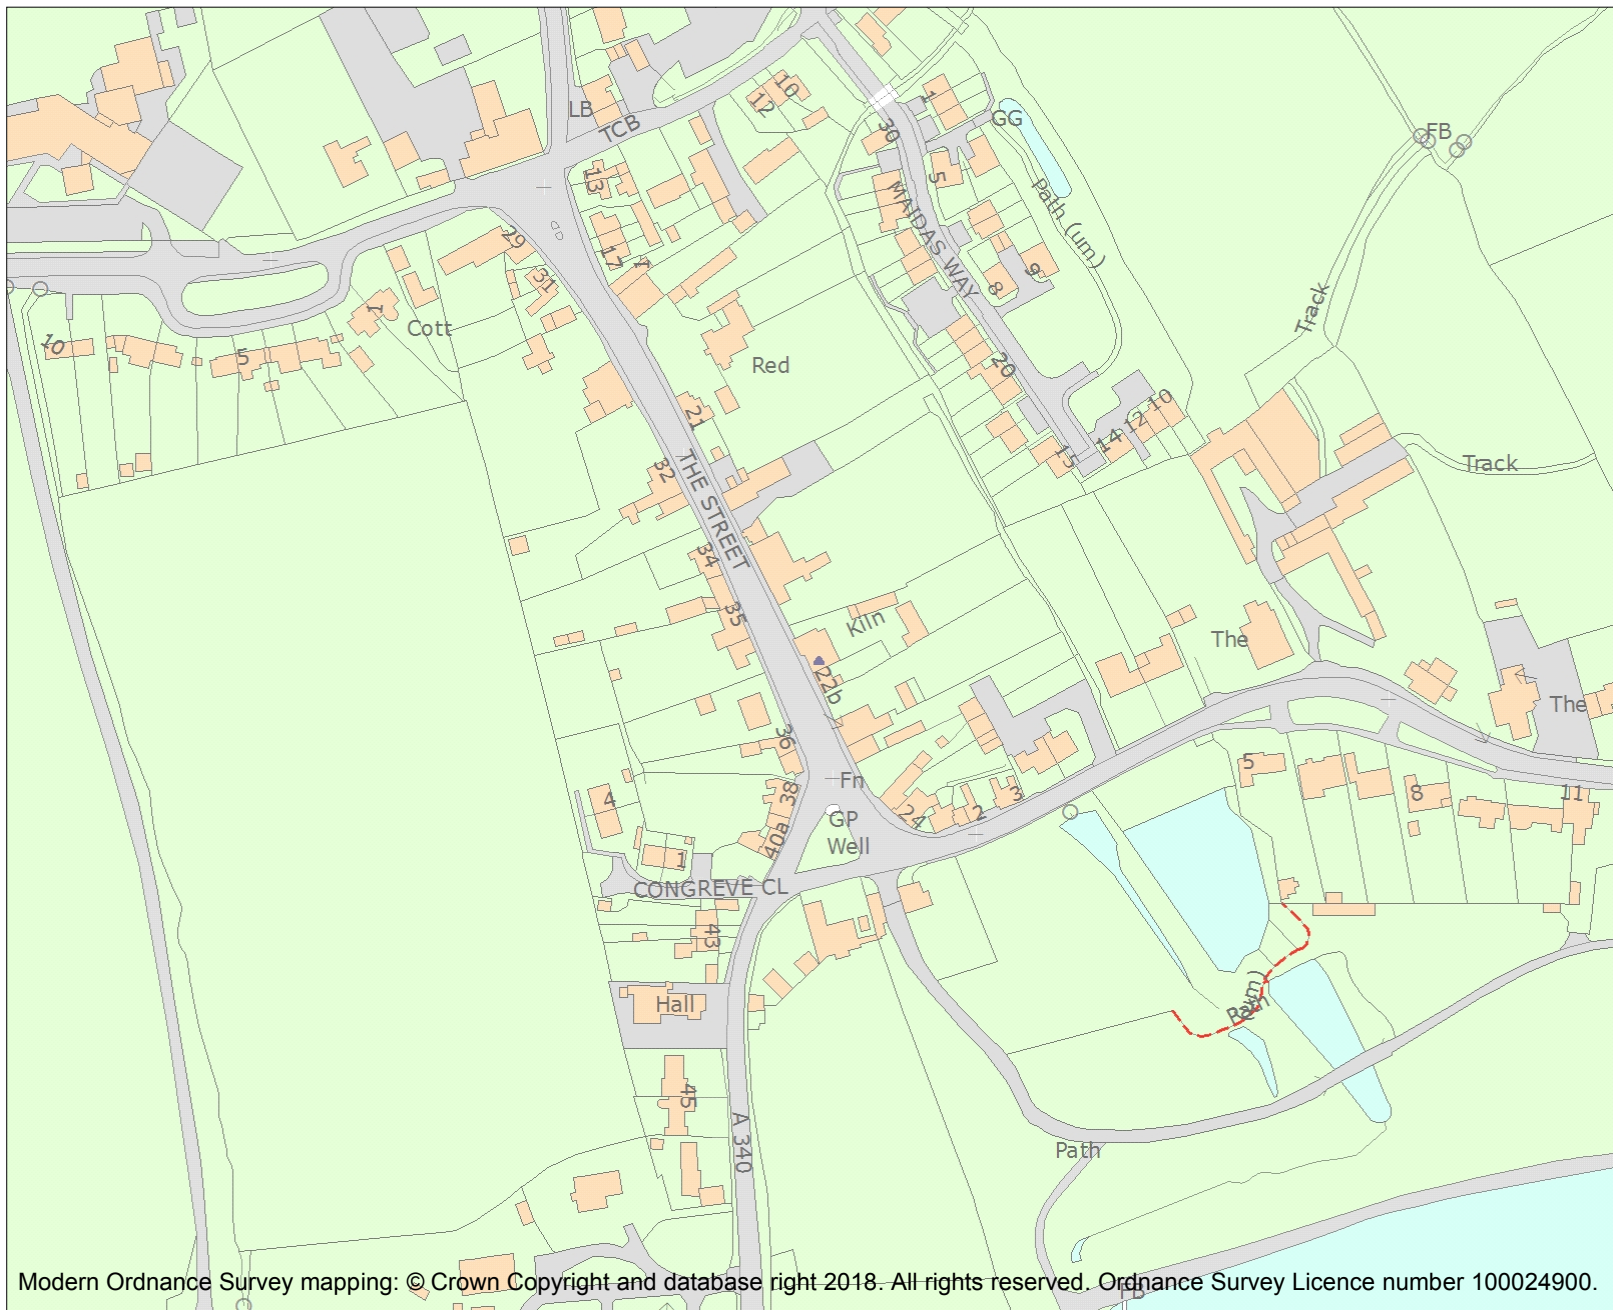 LB
TCB
10
12
1
GG
FB
30
13
5
MAIDAS WAY
Path (um)
29
17
1
31
9
8
Track
10
5
1
Cott
Red
20
21
10
12
14
15
32
THE STREET
Track
34
35
Kiln
The
22b
The
36
Fn
38
40a
GP
Well
24
2
3
5
8
11
4
1
CONGREVE CL
43
Hall
Path
(um)
45
A 340
Path
FB
Modern Ordnance Survey mapping: © Crown Copyright and database right 2018. All rights reserved. Ordnance Survey Licence number 100024900.